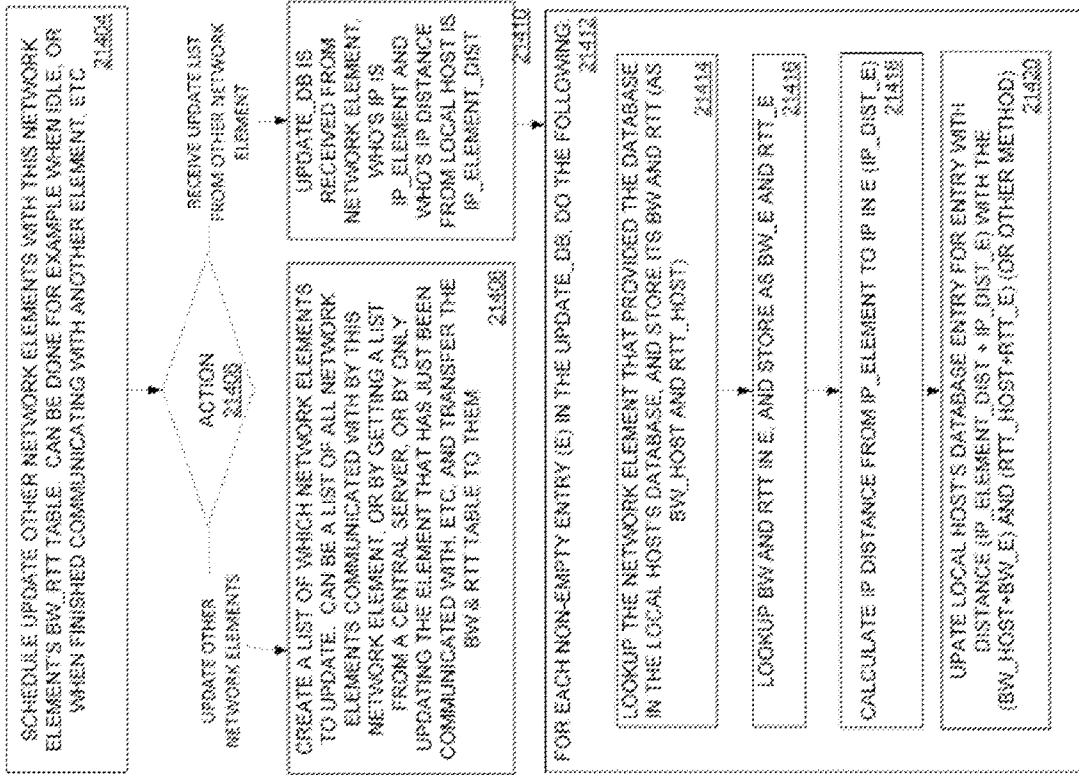 SCHEDULE UPDATE OTHER NETWORK ELEMENTS WITH THIS NETWORK
ELEMENT'S BW_RTT TABLE. CAN BE DONE FOR EXAMPLE WHEN IDLE, OR
WHEN FINISHED COMMUNICATING WITH ANOTHER ELEMENT, ETC
21404
ACTION
21406
UPDATE OTHER
NETWORK ELEMENTS
RECEIVE UPDATE LIST
FROM OTHER NETWORK
ELEMENT
CREATE A LIST OF WHICH NETWORK ELEMENTS
TO UPDATE. CAN BE A LIST OF ALL NETWORK
ELEMENTS COMMUNICATED WITH BY THIS
NETWORK ELEMENT, OR BY GETTING A LIST
FROM A CENTRAL SERVER, OR BY ONLY
UPDATING THE ELEMENT THAT HAS JUST BEEN
COMMUNICATED WITH, ETC. AND TRANSFER THE
BW & RTT TABLE TO THEM
21408
UPDATE_DB IS
RECEIVED FROM
NETWORK ELEMENT,
WHO'S IP IS
IP_ELEMENT AND
WHO'S IP DISTANCE
FROM LOCAL HOST IS
IP_ELEMENT_DIST
21410
FOR EACH NON-EMPTY ENTRY (E) IN THE UPDATE_DB, DO THE FOLLOWING:
21412
LOOKUP THE NETWORK ELEMENT THAT PROVIDED THE DATABASE
IN THE LOCAL HOST'S DATABASE, AND STORE ITS BW AND RTT (AS
BW_HOST AND RTT_HOST)
21414
LOOKUP BW AND RTT IN E, AND STORE AS BW_E AND RTT_E
21416
CALCULATE IP DISTANCE FROM IP_ELEMENT TO IP IN E (IP_DIST_E)
21418
UPATE LOCAL HOST'S DATABASE ENTRY FOR ENTRY WITH
DISTANCE (IP_ELEMENT_DIST + IP_DIST_E) WITH THE
(BW_HOST+BW_E) AND (RTT_HOST+RTT_E) (OR OTHER METHOD)
21420